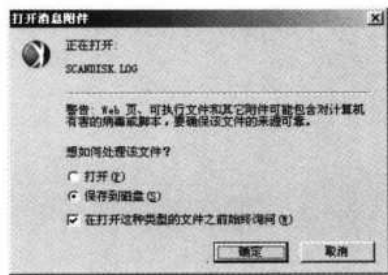 打开消息附件
正在打开:
SCANDISK.LOG
警告: Web 页、可执行文件和其它附件可能包含对计算机
有害的病毒或脚本，要确保该文件的来源可靠。
想如何处理该文件?
打开(P)
保存到磁盘(S)
在打开这种类型的文件之前始终询问(W)
确定
取消